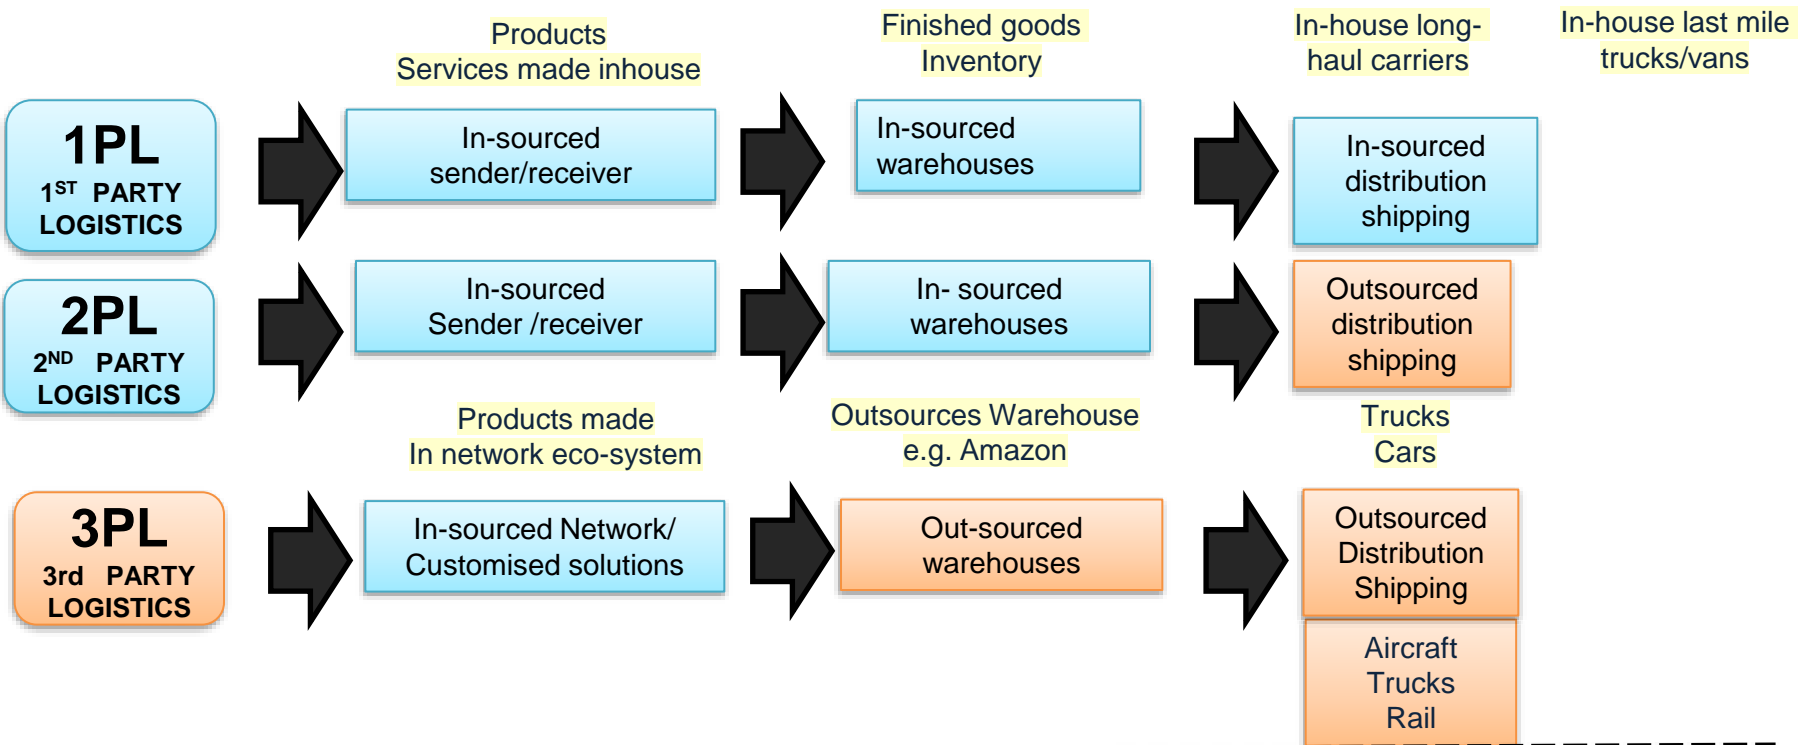 Products
Services made inhouse
Finished goods
Inventory
In-house long-
haul carriers
In-house last mile
trucks/vans
1PL
1ST PARTY
LOGISTICS
In-sourced
sender/receiver
In-sourced
warehouses
In-sourced
distribution
shipping
2PL
2ND PARTY
LOGISTICS
In-sourced
Sender /receiver
In- sourced
warehouses
Outsourced
distribution
shipping
Products made
In network eco-system
Outsources Warehouse
e.g. Amazon
Trucks
Cars
3PL
3rd PARTY
LOGISTICS
In-sourced Network/
Customised solutions
Out-sourced
warehouses
Outsourced
Distribution
Shipping
Aircraft
Trucks
Rail